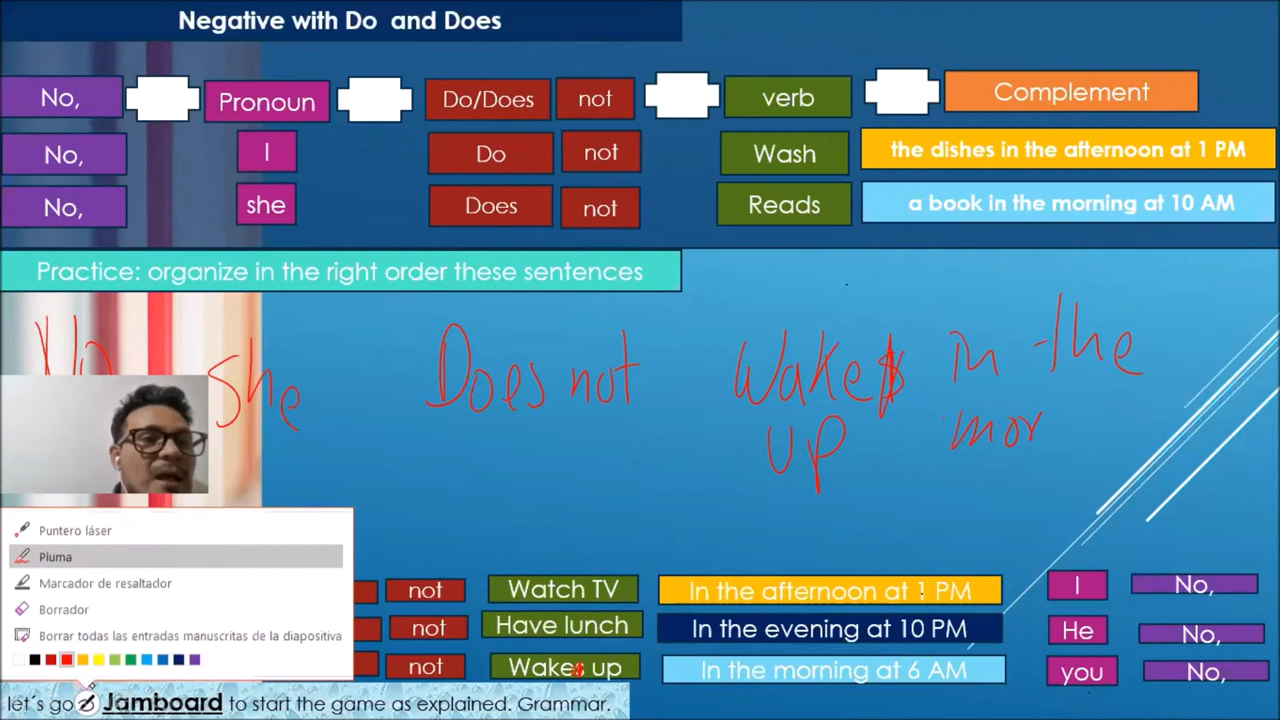 Negative with Do and Does
No, Pronoun Do/Does not verb Complement
No, I Do not Wash the dishes in the afternoon at 1 PM
No, she Does not Reads a book in the morning at 10 AM
Practice: organize in the right order these sentences
No she Does not Wakes in the
up mor
Puntero láser
Pluma
Marcador de resaltador
Borrador
Borrar todas las entradas manuscritas de la diapositiva
not Watch TV In the afternoon at 1 PM I No,
not Have lunch In the evening at 10 PM He No,
not Wakes up In the morning at 6 AM you No,
let´s go Jamboard to start the game as explained. Grammar.